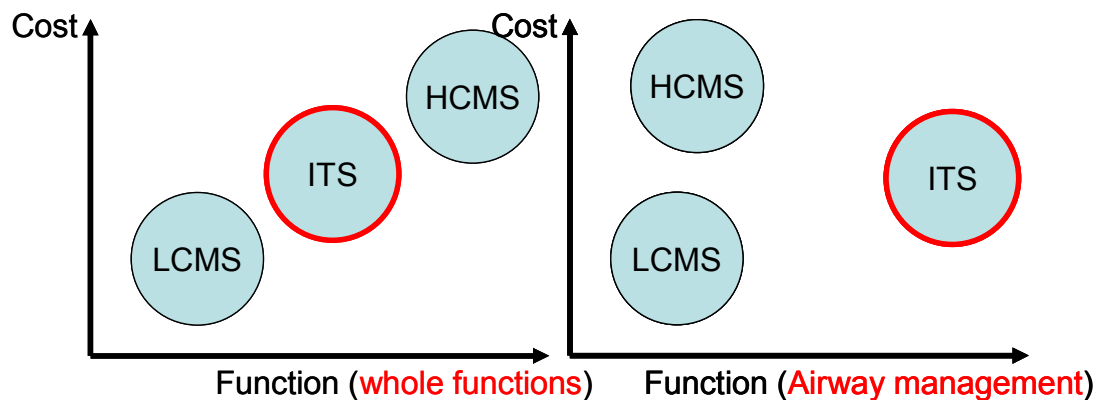 Cost
HCMS
ITS
LCMS
Function (whole functions)
Cost
HCMS
ITS
LCMS
Function (Airway management)